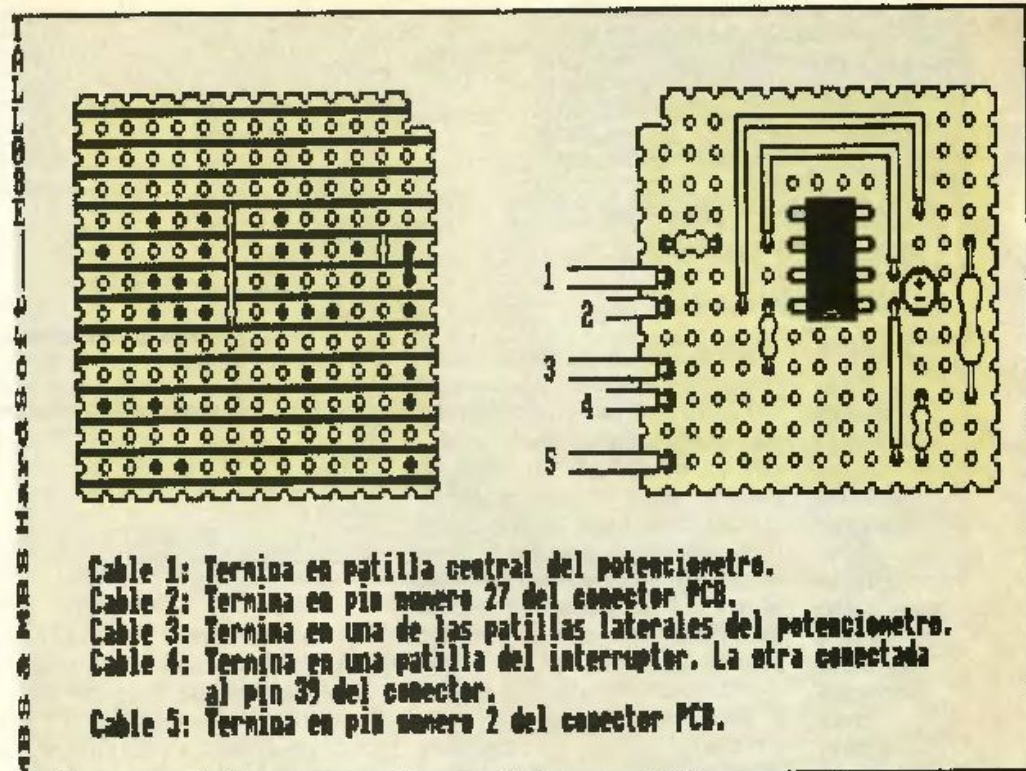 1
2
3
4
5
Cable 1: Termina en patilla central del potenciometro.
Cable 2: Termina en pin numero 27 del conector PCB.
Cable 3: Termina en una de las patillas laterales del potenciometro.
Cable 4: Termina en una patilla del interruptor. La otra conectada
al pin 39 del conector.
Cable 5: Termina en pin numero 2 del conector PCB.
MBS Hardsoft